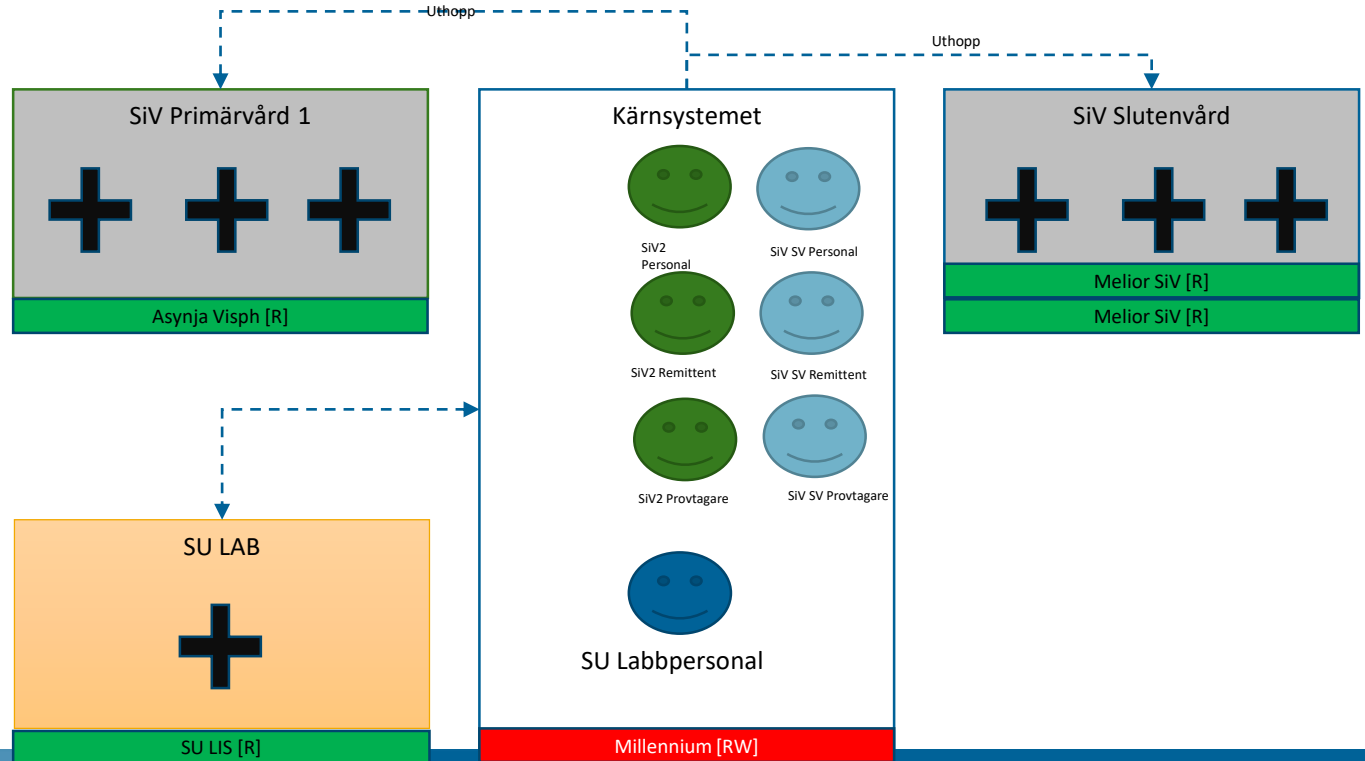 Uthopp
Uthopp
SiV Primärvård 1
Asynja Visph [R]
Kärnsystemet
SiV2
Personal
SiV SV Personal
SiV2 Remittent
SiV SV Remittent
SiV2 Provtagare
SiV SV Provtagare
SU Labbpersonal
Millennium [RW]
SiV Slutenvård
Melior SiV [R]
Melior SiV [R]
SU LAB
SU LIS [R]